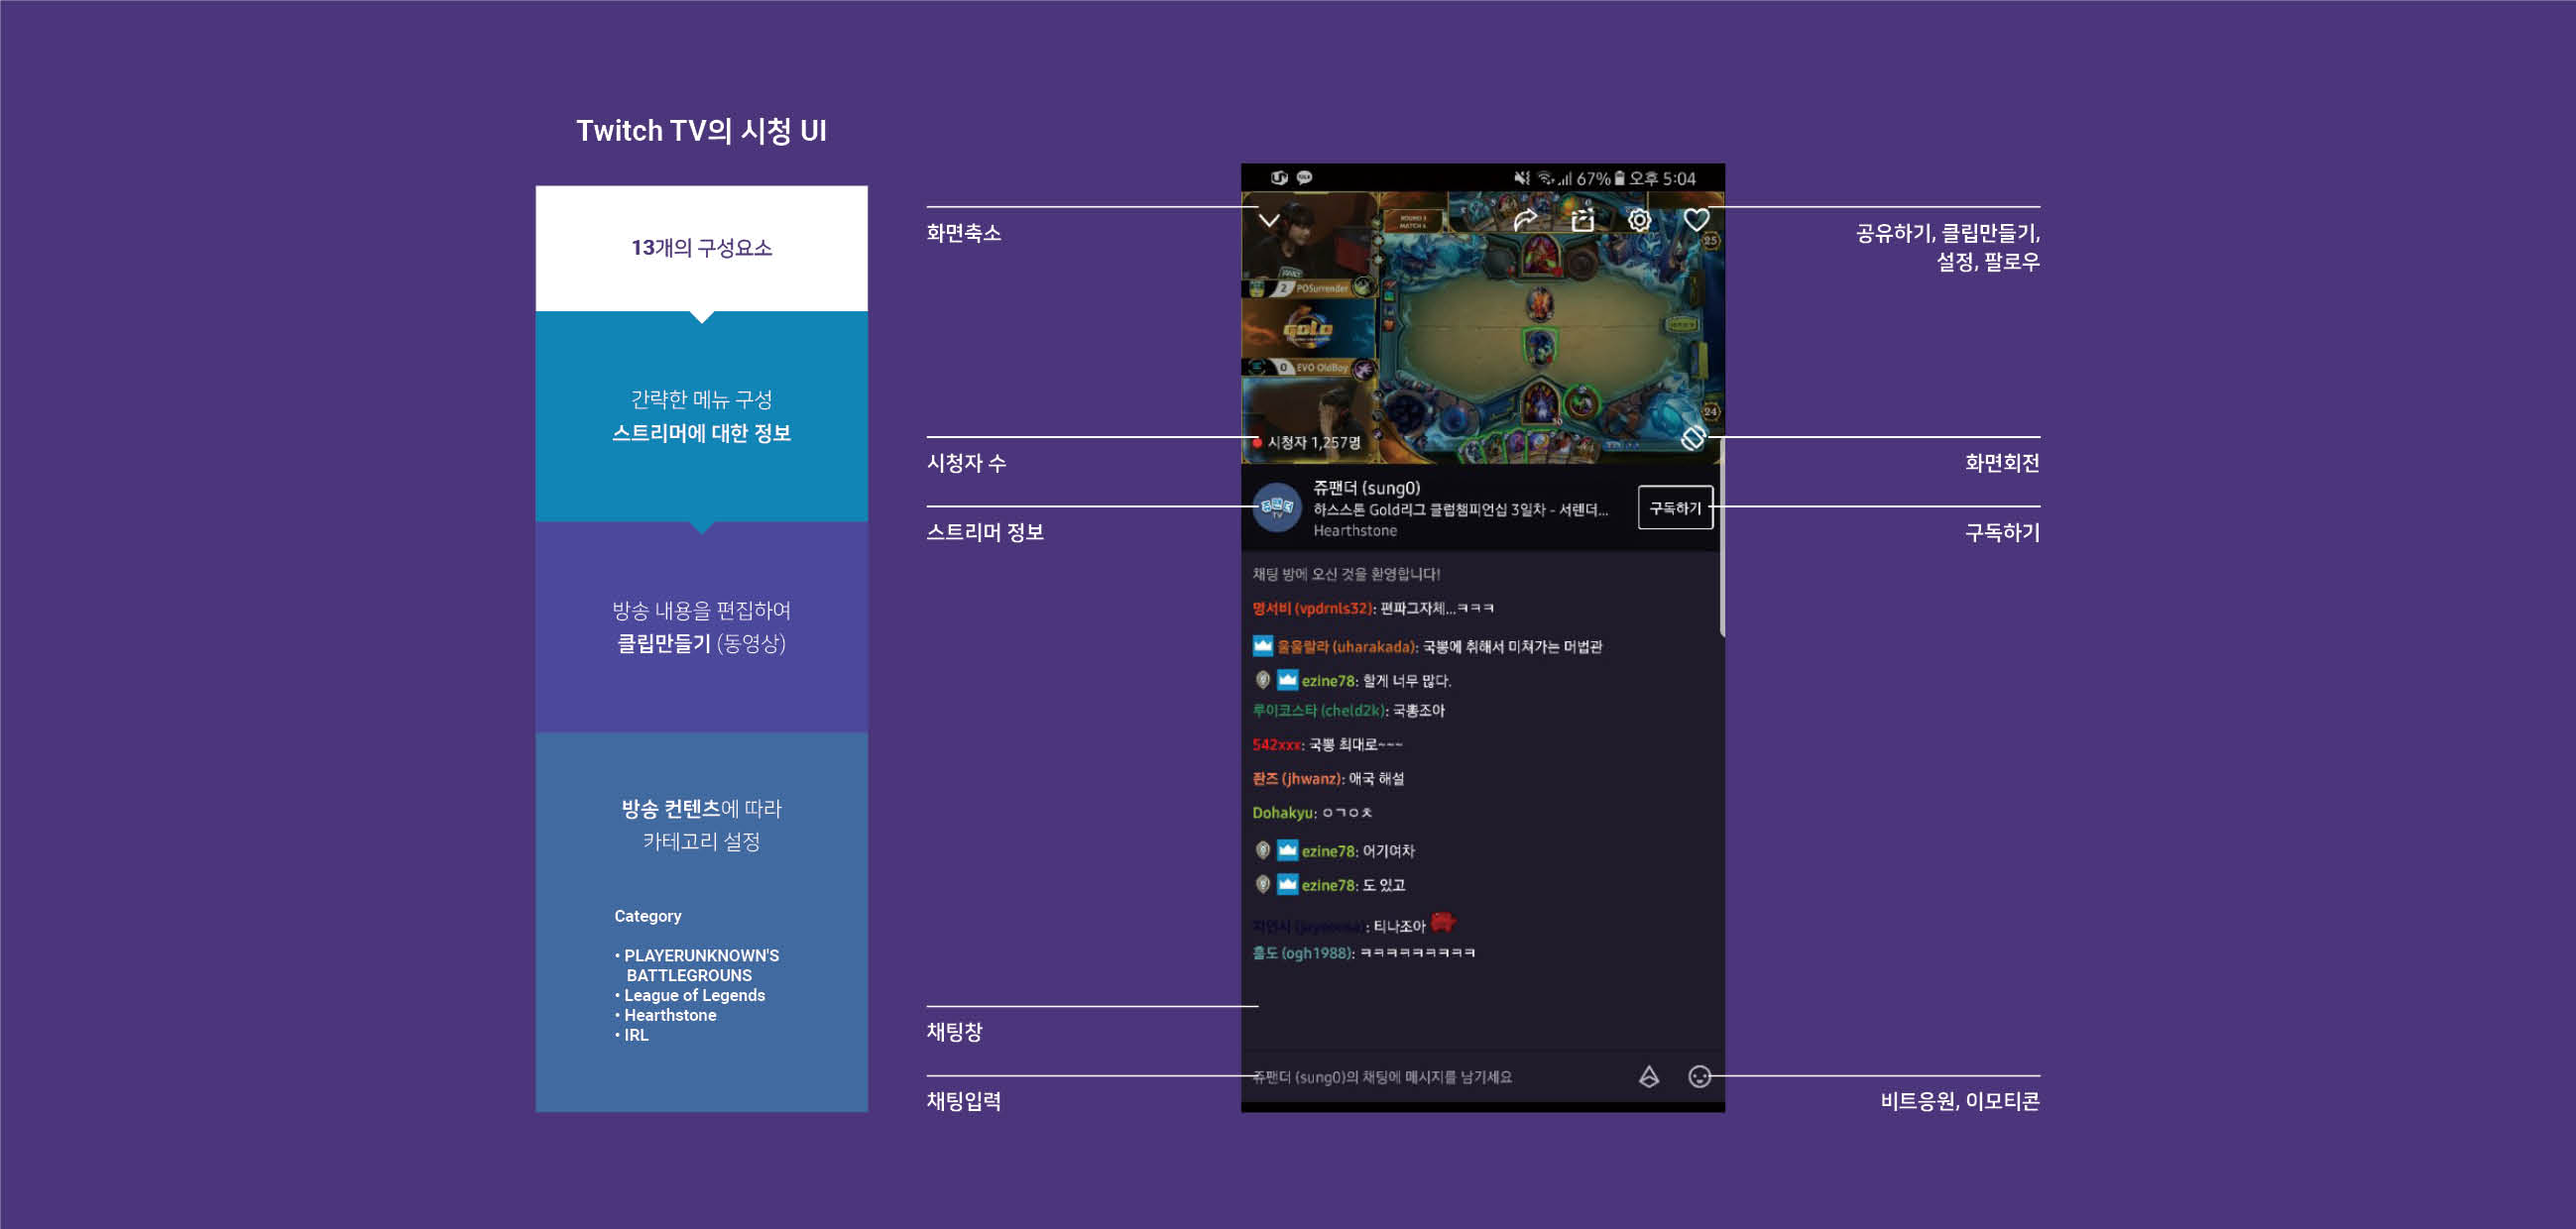 Twitch TV의 시청 UI
13개의 구성요소
간략한 메뉴 구성
스트리머에 대한 정보
방송 내용을 편집하여
클립만들기 (동영상)
방송 컨텐츠에 따라
카테고리 설정
Category
• PLAYERUNKNOWN'S
BATTLEGROUNS
• League of Legends
• Hearthstone
• IRL
화면축소
시청자 수
스트리머 정보
채팅창
채팅입력
67% 오후 5:04
ROUND 3
MATCH 6
25
2 POSurrender
GOLD
0 EVO OldBoy
24
30
시청자 1,257명
쥬팬더 (sung0)
하스스톤 Gold리그 클럽챔피언십 3일차 - 서렌더...
Hearthstone
구독하기
채팅 방에 오신 것을 환영합니다!
명서비 (vpdrnls32): 편파그자체...ㅋㅋㅋ
울울랄라 (uharakada): 국뽕에 취해서 미쳐가는 머법관
ezine78: 할게 너무 많다.
루이코스타 (cheld2k): 국뽕조아
542xxx: 국뽕 최대로~~~
좐즈 (jhwanz): 애국 해설
Dohakyu: ㅇㄱㅇㅊ
ezine78: 어기여차
ezine78: 도 있고
: 티나조아
홀도 (ogh1988): ㅋㅋㅋㅋㅋㅋㅋㅋㅋ
쥬팬더 (sung0)의 채팅에 메시지를 남기세요
공유하기, 클립만들기,
설정, 팔로우
화면회전
구독하기
비트응원, 이모티콘